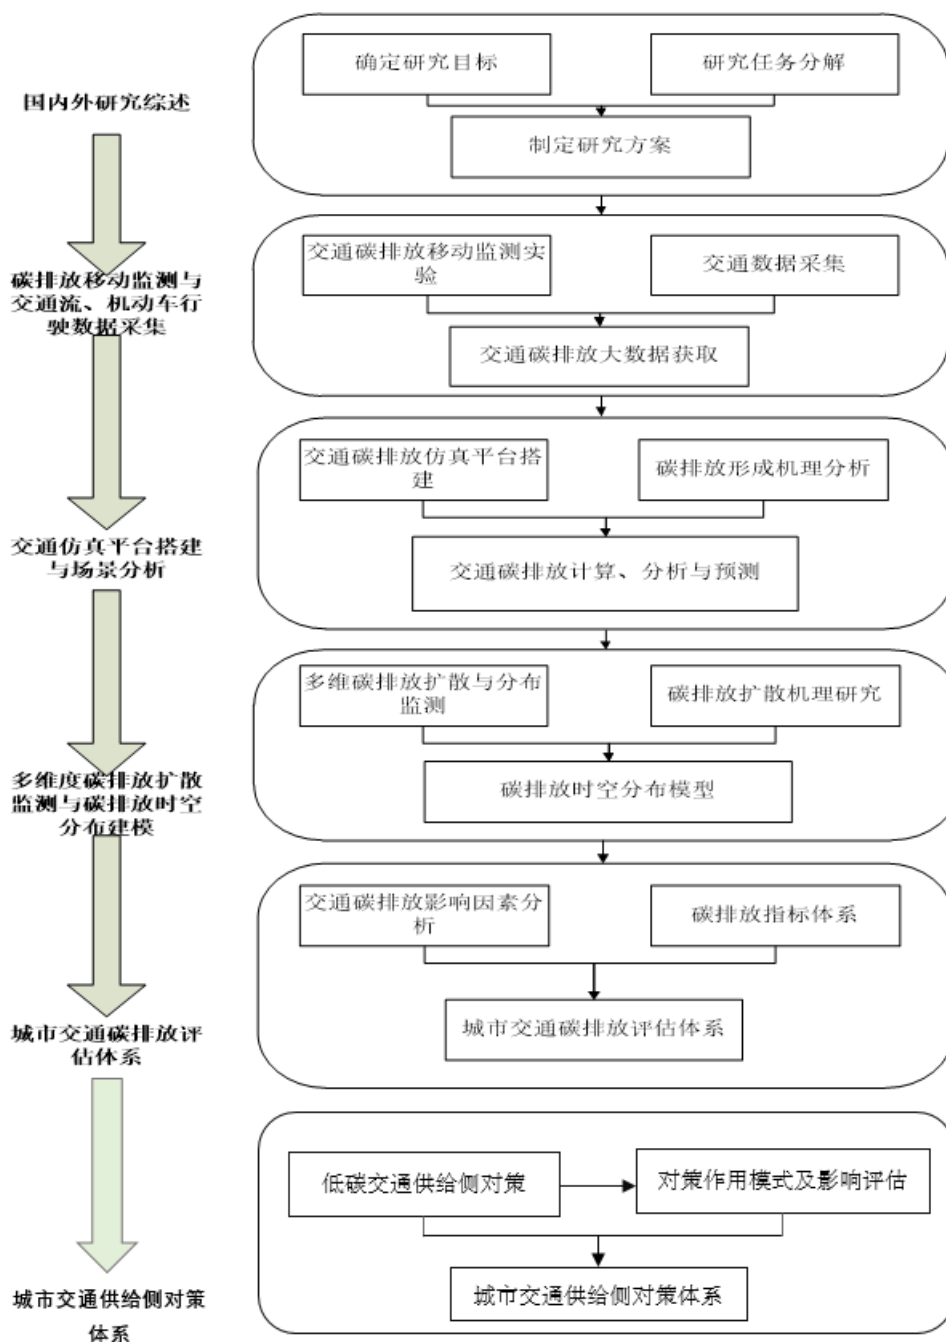 国内外研究综述
确定研究目标
研究任务分解
制定研究方案
碳排放移动监测与
交通流、机动车行
驶数据采集
交通碳排放移动监测实
验
交通数据采集
交通碳排放大数据获取
交通仿真平台搭建
与场景分析
交通碳排放仿真平台搭
建
碳排放形成机理分析
交通碳排放计算、分析与预测
多维度碳排放扩散
监测与碳排放时空
分布建模
多维碳排放扩散与分布
监测
碳排放扩散机理研究
碳排放时空分布模型
城市交通碳排放评
估体系
交通碳排放影响因素分
析
碳排放指标体系
城市交通碳排放评估体系
城市交通供给侧对策
体系
低碳交通供给侧对策
对策作用模式及影响评估
城市交通供给侧对策体系